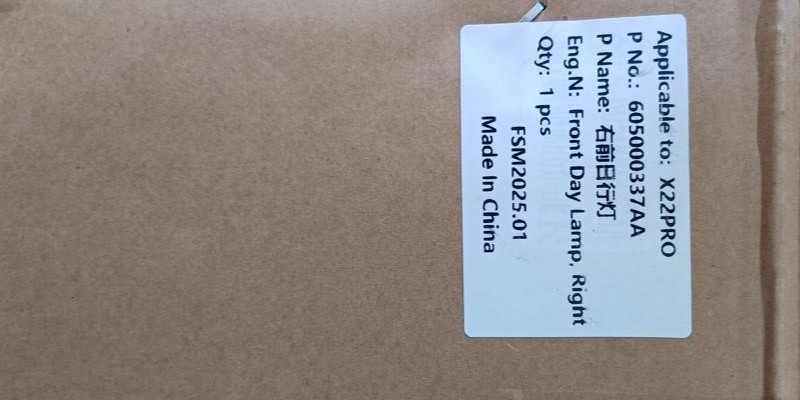 Applicable to: X22PRO
P No.: 605000337AA
P Name: 右前日行灯
Eng.N: Front Day Lamp, Right
Qty: 1 pcs
FSM2025.01
Made In China